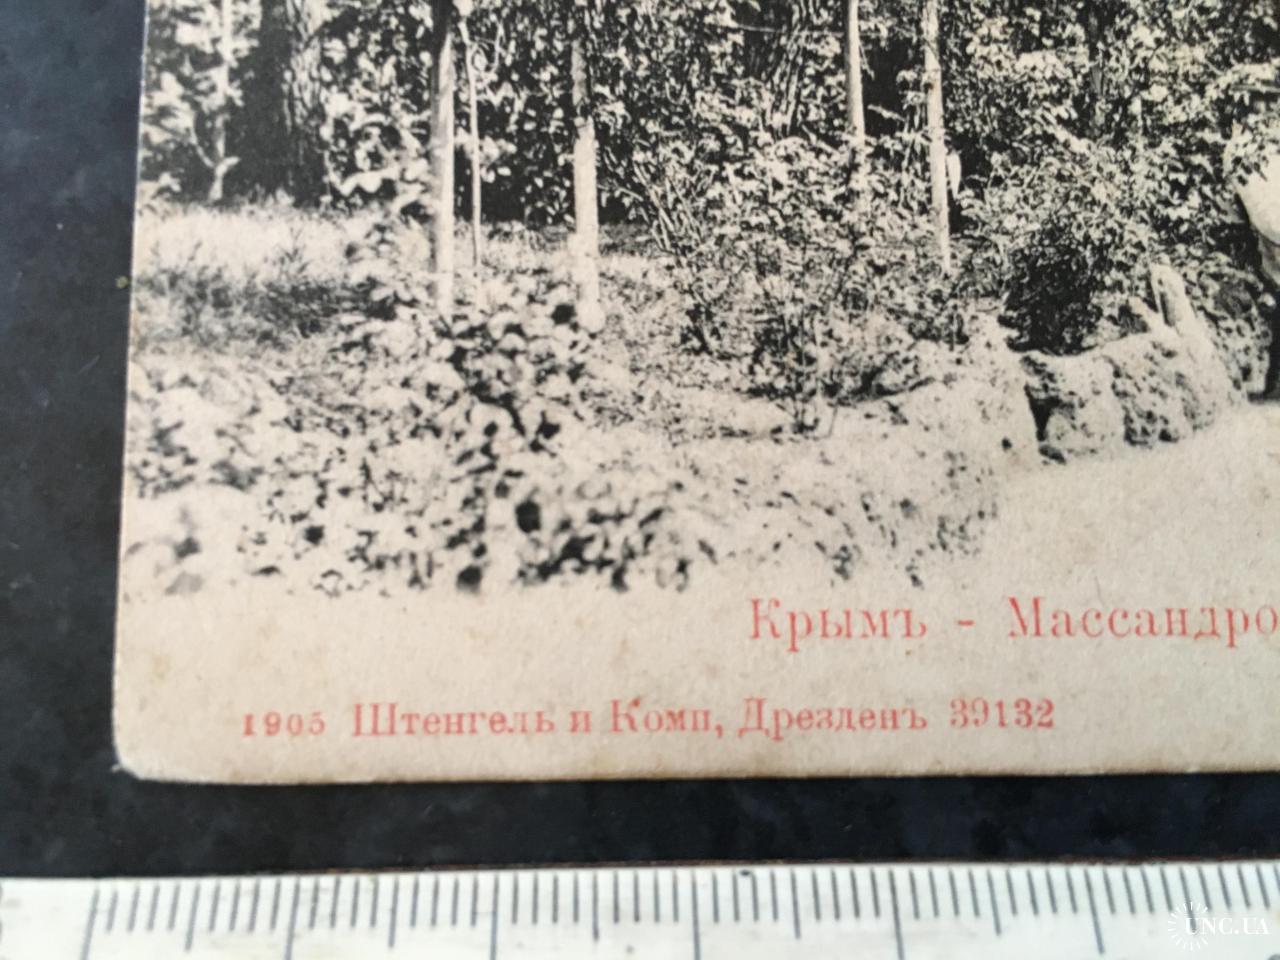 Крымъ - Массандро
1905 Штенгель и Комп, Дрезденъ 39132
UNC.UA